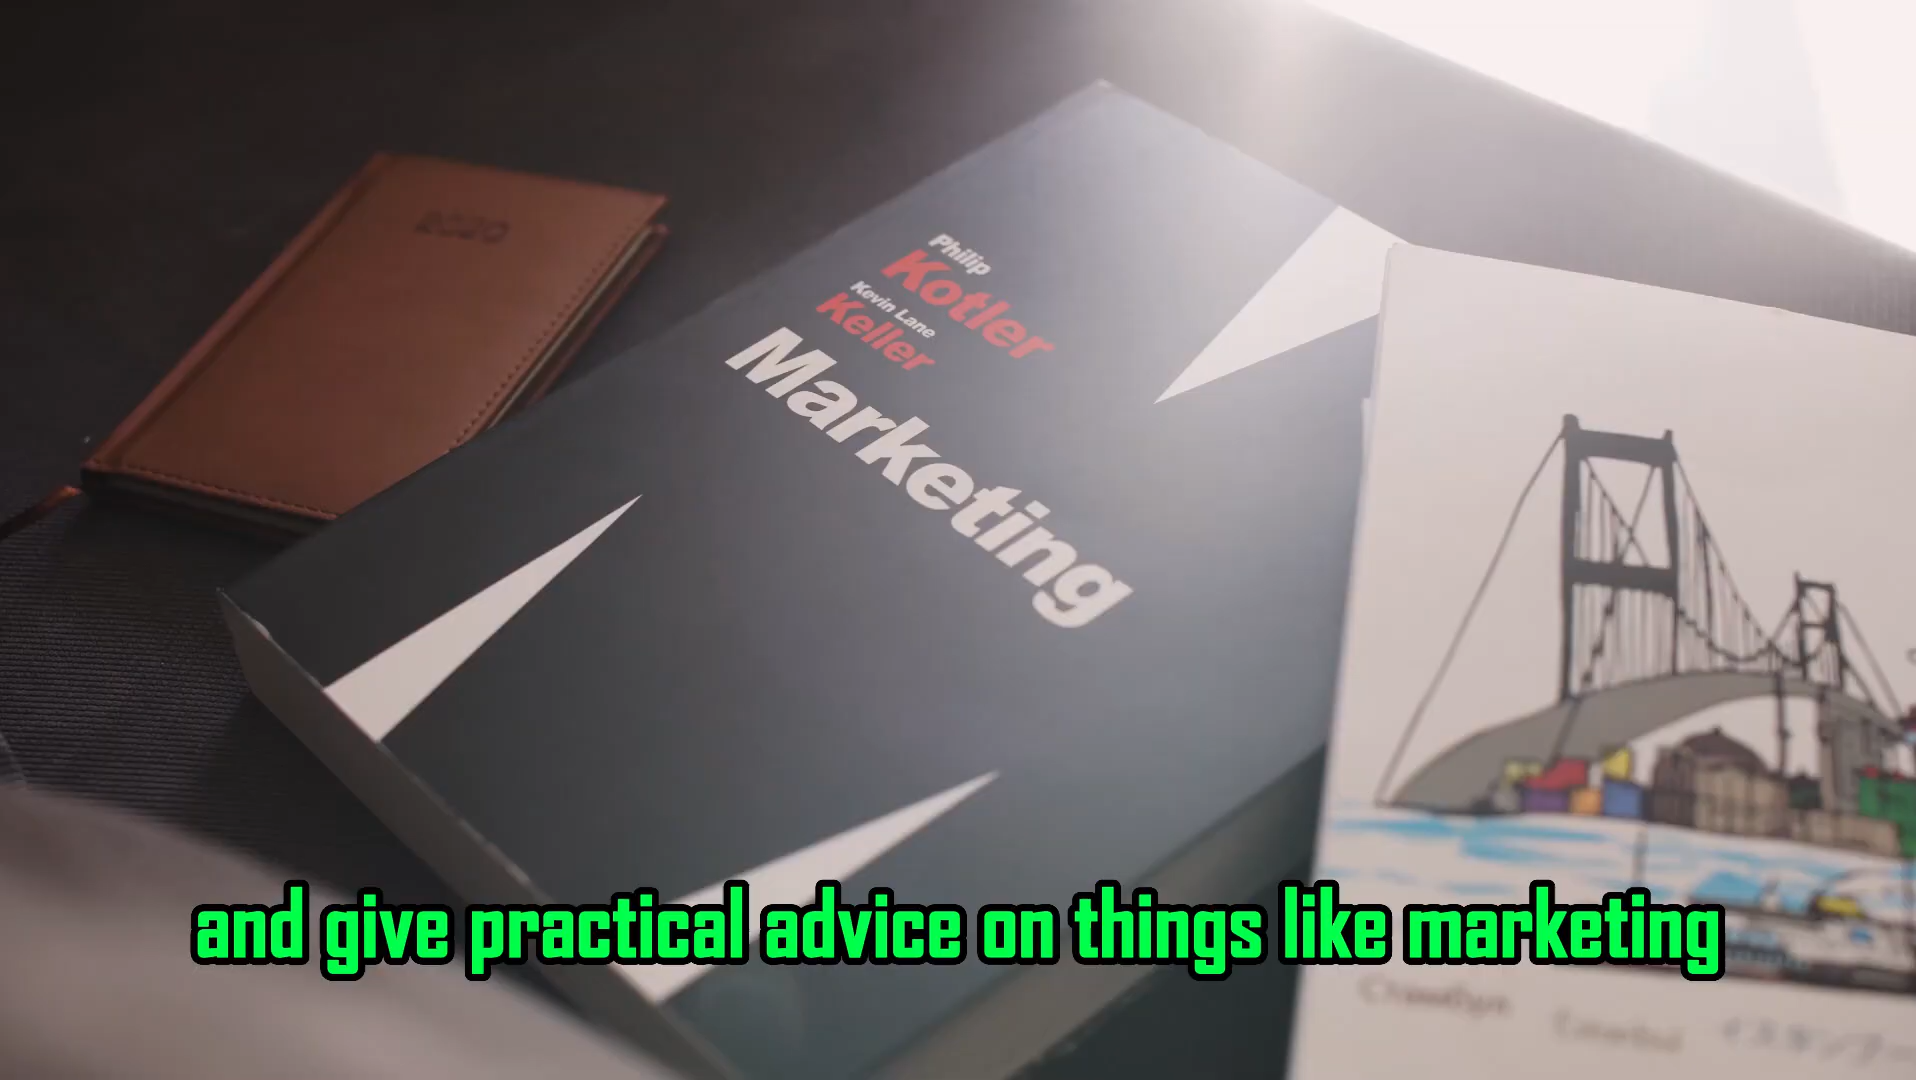 2020
Philip
Kotler
Kevin Lane
Keller
Marketing
and give practical advice on things like marketing